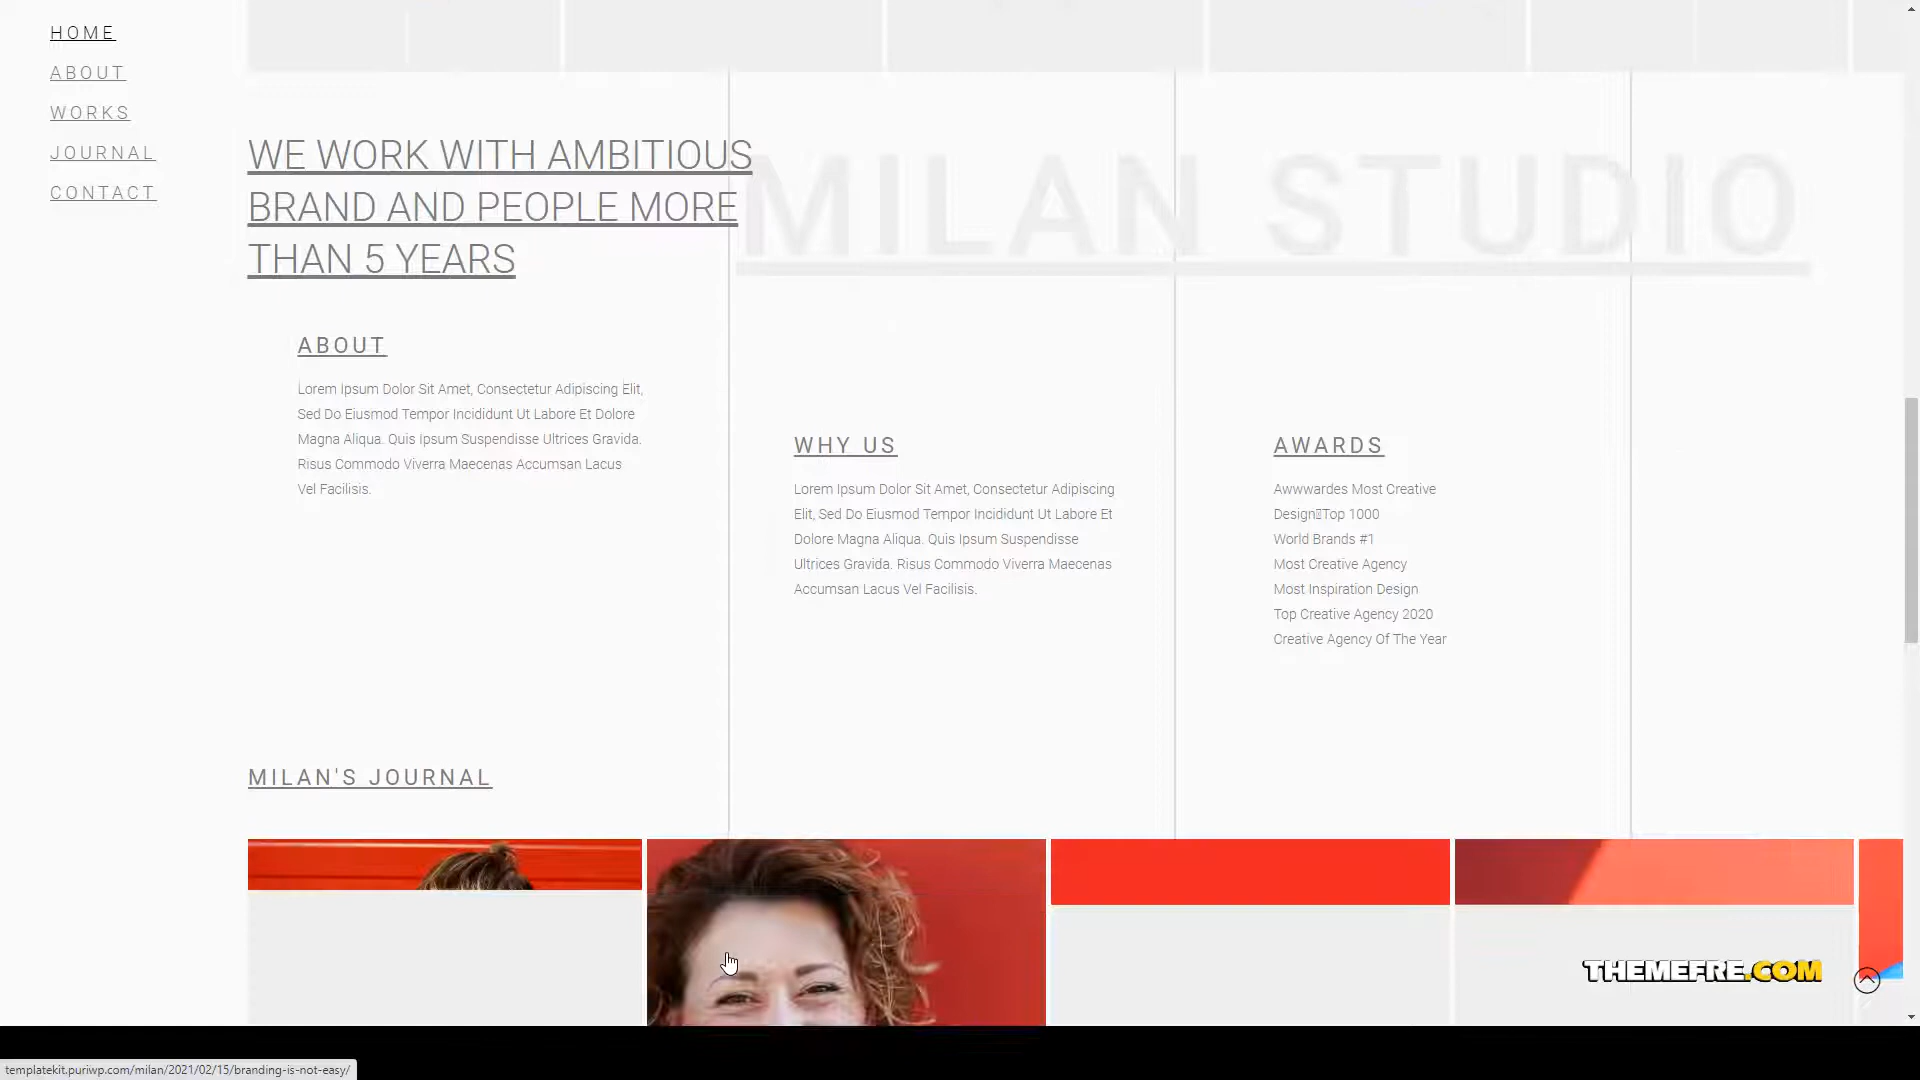 HOME
ABOUT
WORKS
JOURNAL
CONTACT
WE WORK WITH AMBITIOUS
BRAND AND PEOPLE MORE
THAN 5 YEARS
MILAN STUDIO
ABOUT
Lorem Ipsum Dolor Sit Amet, Consectetur Adipiscing Elit,
Sed Do Eiusmod Tempor Incididunt Ut Labore Et Dolore
Magna Aliqua. Quis Ipsum Suspendisse Ultrices Gravida.
Risus Commodo Viverra Maecenas Accumsan Lacus
Vel Facilisis.
WHY US
Lorem Ipsum Dolor Sit Amet, Consectetur Adipiscing
Elit, Sed Do Eiusmod Tempor Incididunt Ut Labore Et
Dolore Magna Aliqua. Quis Ipsum Suspendisse
Ultrices Gravida. Risus Commodo Viverra Maecenas
Accumsan Lacus Vel Facilisis.
AWARDS
Awwwardes Most Creative
Design Top 1000
World Brands #1
Most Creative Agency
Most Inspiration Design
Top Creative Agency 2020
Creative Agency Of The Year
MILAN'S JOURNAL
THEMEFRE.COM
templatekit.puriwp.com/milan/2021/02/15/branding-is-not-easy/